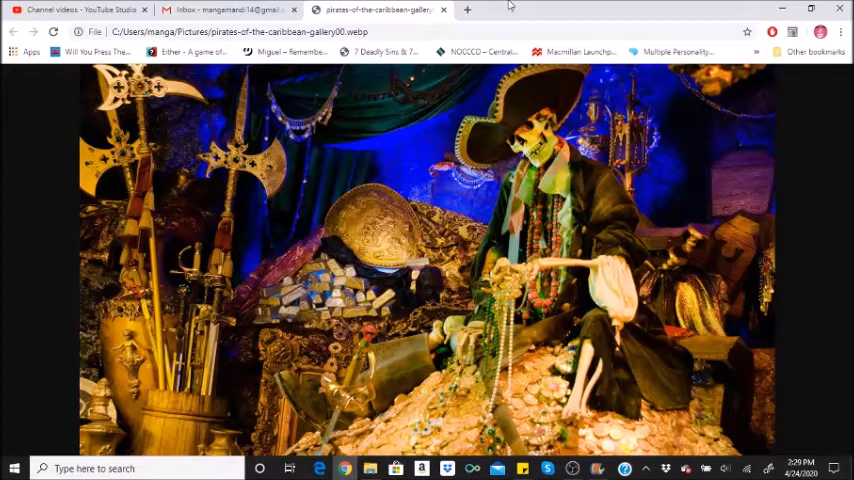 Channel videos - YouTube Studio
Inbox - mangamandi14@gmail.c
pirates-of-the-caribbean-gallery
File
C:/Users/manga/Pictures/pirates-of-the-caribbean-gallery00.webp
Apps
Will You Press The...
Either - A game of...
Miguel – Remembe...
7 Deadly Sins & 7...
NOCCCD – Central...
Macmillan Launchp...
Multiple Personality...
»
Other bookmarks
Type here to search
2:29 PM
4/24/2020